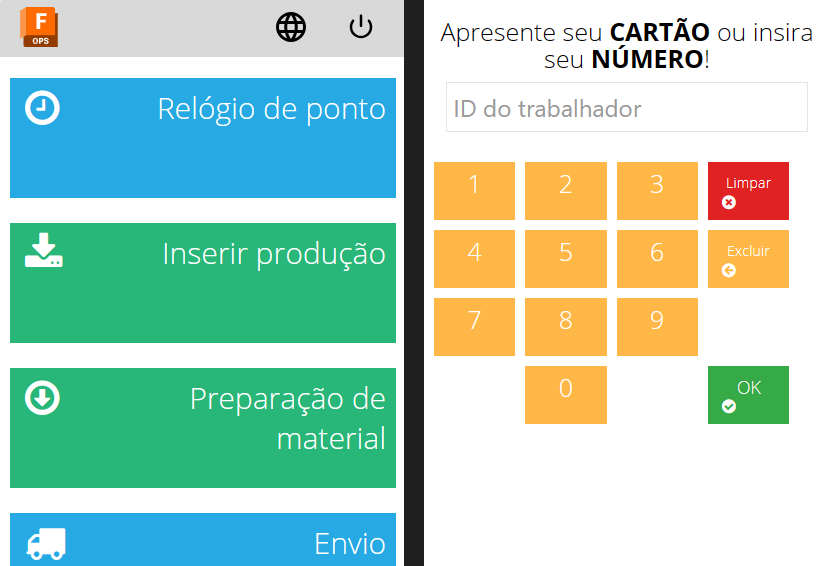 F
OPS
Relógio de ponto
Inserir produção
Preparação de
material
Envio
Apresente seu CARTÃO ou insira
seu NÚMERO!
ID do trabalhador
1 2 3 Limpar
4 5 6 Excluir
7 8 9
0 OK